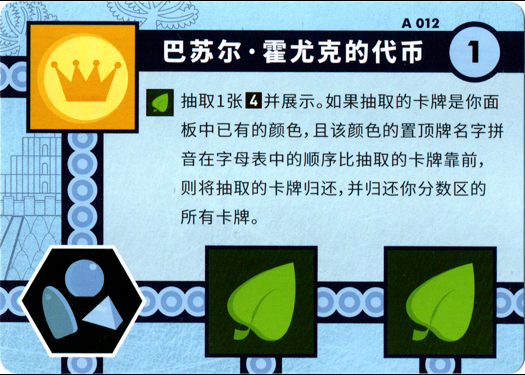 A 012
巴苏尔·霍尤克的代币
1
抽取1张4并展示。如果抽取的卡牌是你面
板中已有的颜色,且该颜色的置顶牌名字拼
音在字母表中的顺序比抽取的卡牌靠前,
则将抽取的卡牌归还,并归还你分数区的
所有卡牌。